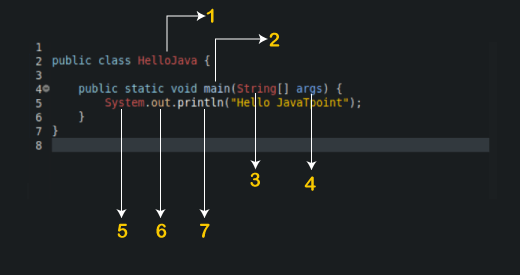 1
2
1
2 public class HelloJava {
3
4 public static void main(String[] args) {
5 System.out.println("Hello JavaTpoint");
6 }
7 }
8
3
4
5 6 7